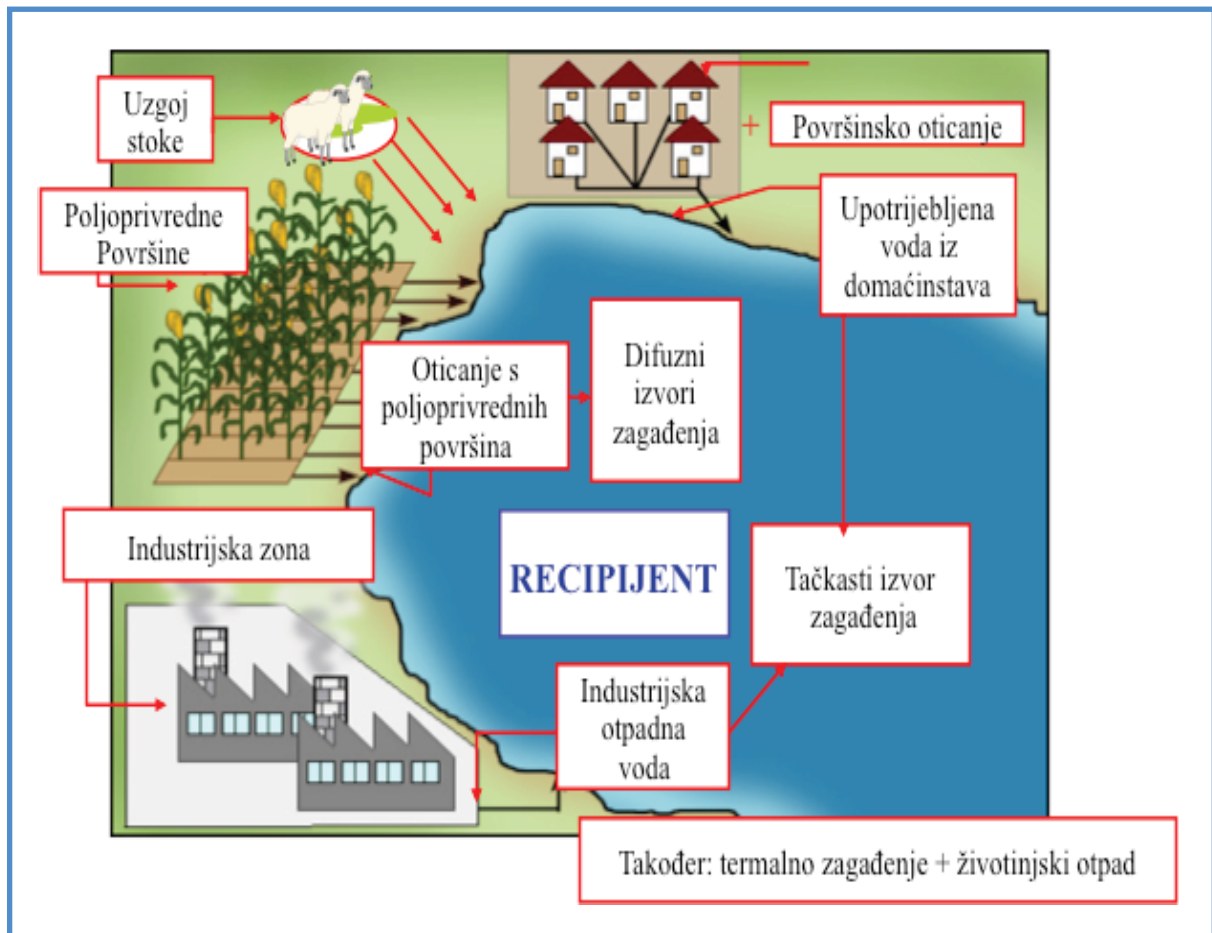 Uzgoj
stoke
+ Površinsko oticanje
Poljoprivredne
Površine
Upotrijebljena
voda iz
domaćinstava
Oticanje s
poljoprivrednih
površina
Difuzni
izvori
zagađenja
Industrijska zona
RECIPIJENT
Tačkasti izvor
zagađenja
Industrijska
otpadna
voda
Također: termalno zagađenje + životinjski otpad